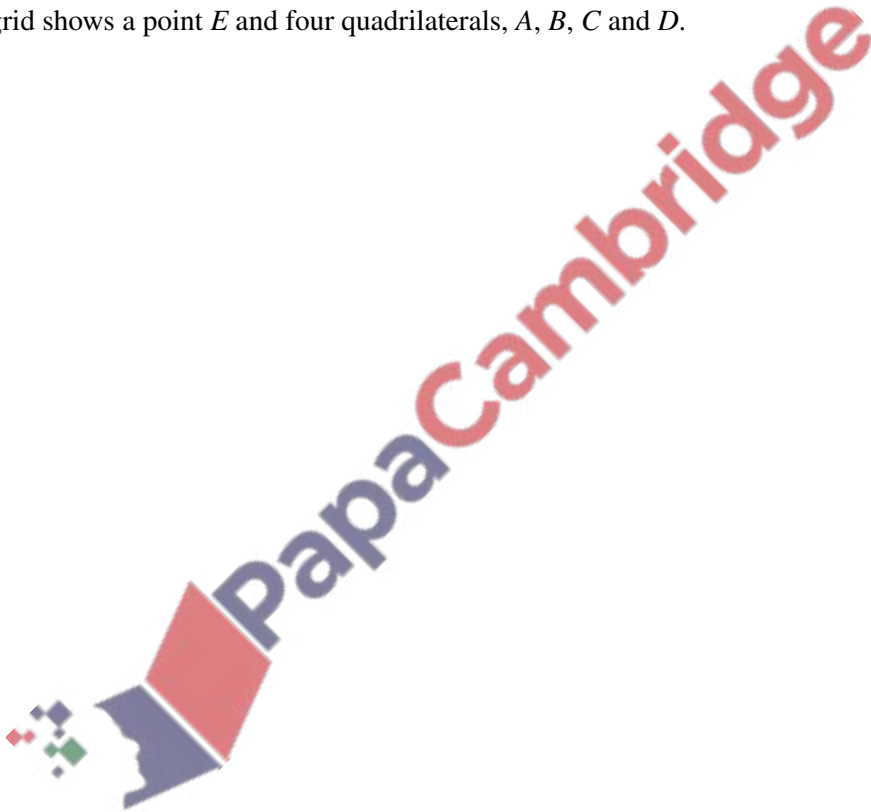 grid shows a point E and four quadrilaterals, A, B, C and D.
PapaCambridge